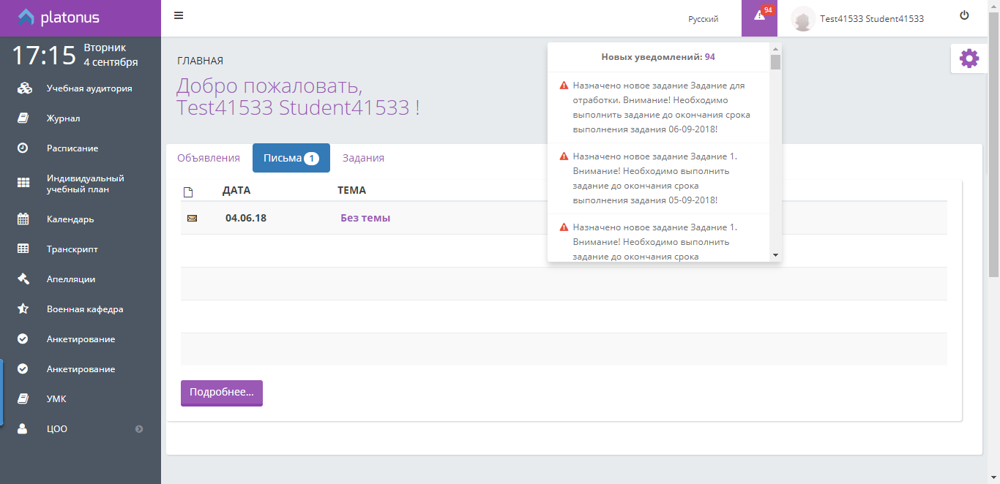 platonus
Русский
94
Test41533 Student41533
17:15
Вторник
4 сентября
Учебная аудитория
Журнал
Расписание
Индивидуальный
учебный план
Календарь
Транскрипт
Апелляции
Военная кафедра
Анкетирование
Анкетирование
УМК
ЦОО
ГЛАВНАЯ
Добро пожаловать,
Test41533 Student41533 !
Объявления
Письма 1
Задания
ДАТА ТЕМА
04.06.18 Без темы
Подробнее...
Новых уведомлений: 94
Назначено новое задание Задание для
отработки. Внимание! Необходимо
выполнить задание до окончания срока
выполнения задания 06-09-2018!
Назначено новое задание Задание 1.
Внимание! Необходимо выполнить
задание до окончания срока
выполнения задания 05-09-2018!
Назначено новое задание Задание 1.
Внимание! Необходимо выполнить
задание до окончания срока